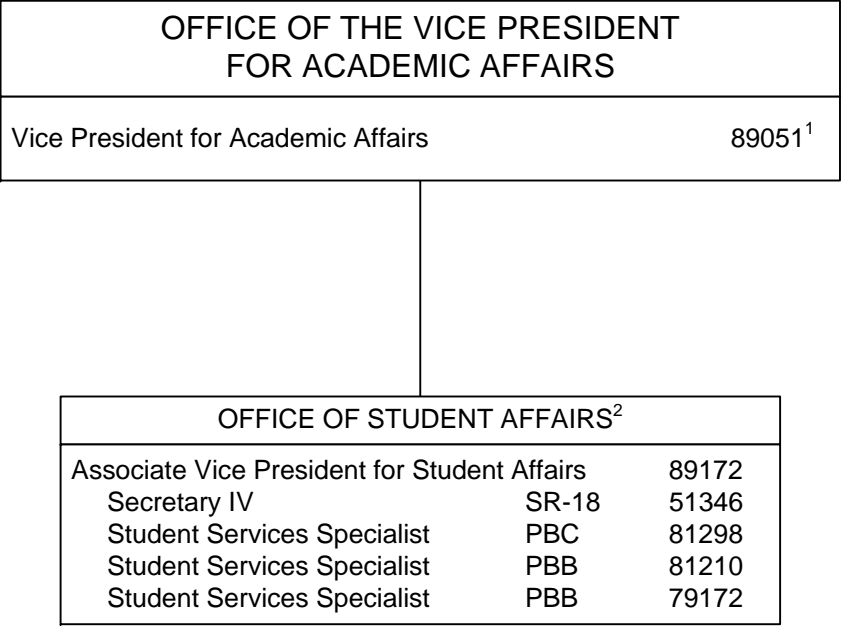 OFFICE OF THE VICE PRESIDENT
FOR ACADEMIC AFFAIRS
Vice President for Academic Affairs 89051¹
OFFICE OF STUDENT AFFAIRS²
Associate Vice President for Student Affairs 89172
Secretary IV SR-18 51346
Student Services Specialist PBC 81298
Student Services Specialist PBB 81210
Student Services Specialist PBB 79172